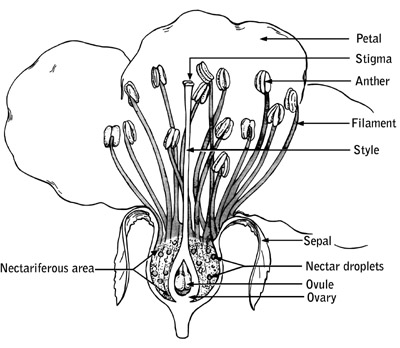 Petal
Stigma
Anther
Filament
Style
Sepal
Nectariferous area
Nectar droplets
Ovule
Ovary